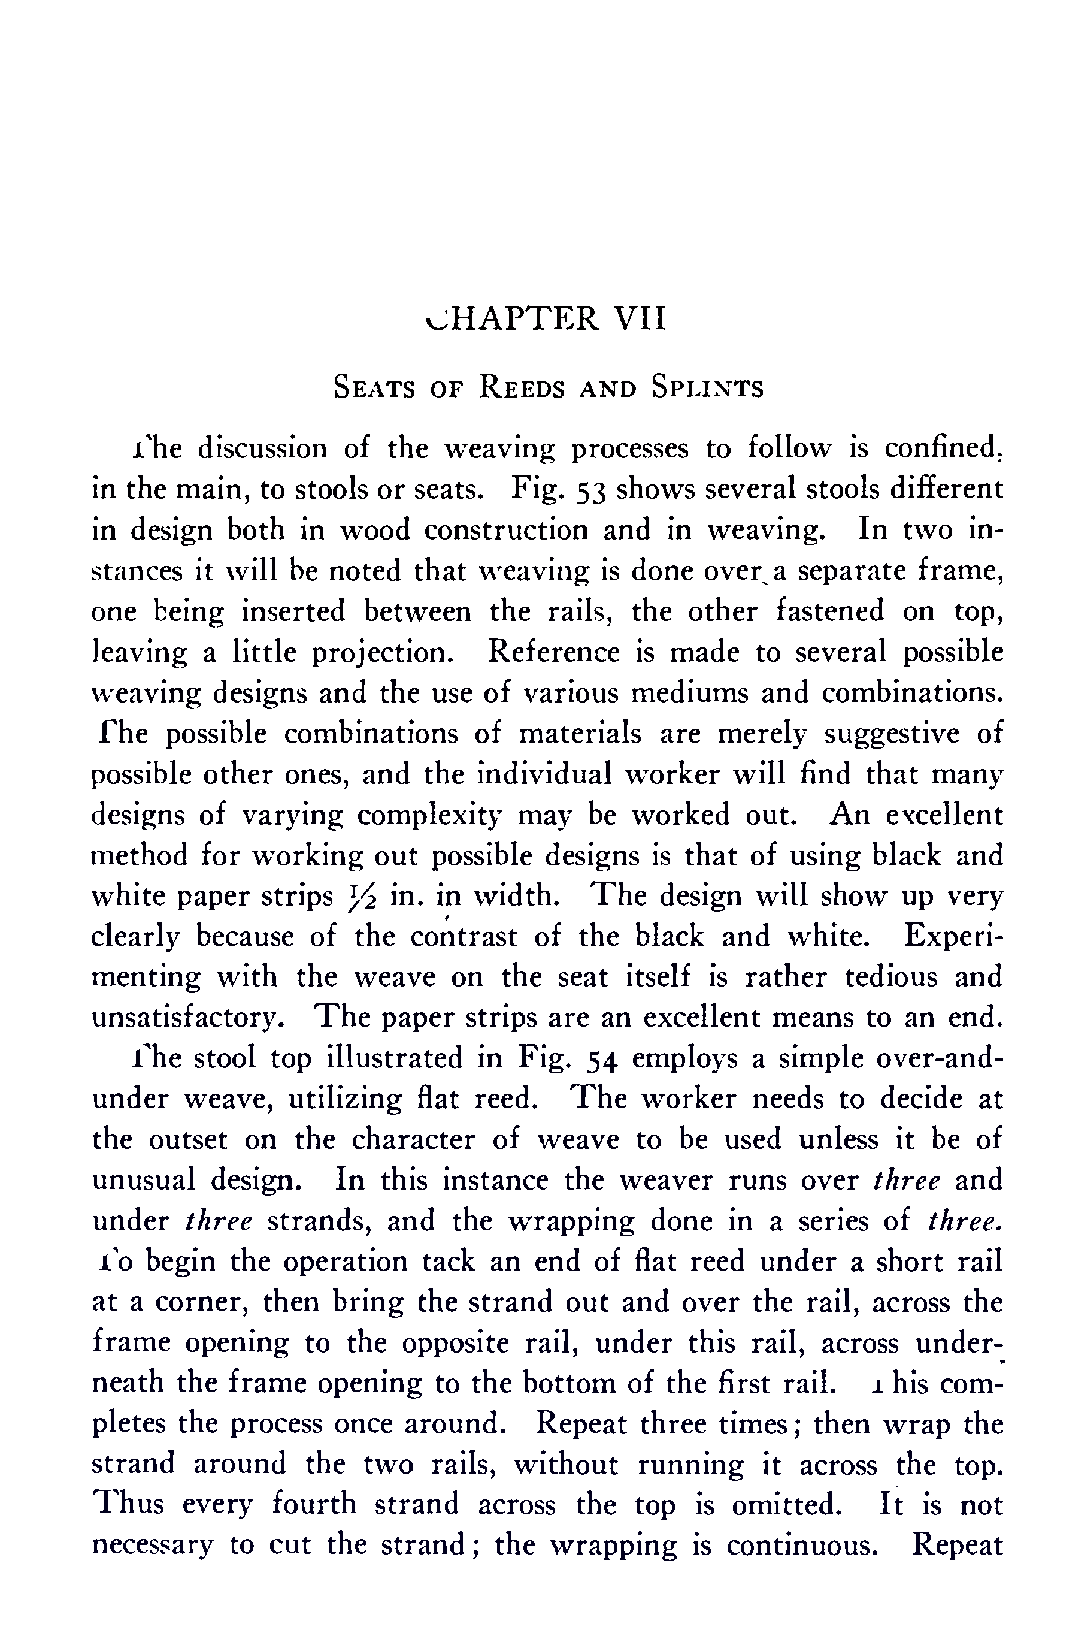 CHAPTER VII
SEATS OF REEDS AND SPLINTS
The discussion of the weaving processes to follow is confined,
in the main, to stools or seats. Fig. 53 shows several stools different
in design both in wood construction and in weaving. In two in-
stances it will be noted that weaving is done over a separate frame,
one being inserted between the rails, the other fastened on top,
leaving a little projection. Reference is made to several possible
weaving designs and the use of various mediums and combinations.
The possible combinations of materials are merely suggestive of
possible other ones, and the individual worker will find that many
designs of varying complexity may be worked out. An excellent
method for working out possible designs is that of using black and
white paper strips ½ in. in width. The design will show up very
clearly because of the contrast of the black and white. Experi-
menting with the weave on the seat itself is rather tedious and
unsatisfactory. The paper strips are an excellent means to an end.
The stool top illustrated in Fig. 54 employs a simple over-and-
under weave, utilizing flat reed. The worker needs to decide at
the outset on the character of weave to be used unless it be of
unusual design. In this instance the weaver runs over three and
under three strands, and the wrapping done in a series of three.
To begin the operation tack an end of flat reed under a short rail
at a corner, then bring the strand out and over the rail, across the
frame opening to the opposite rail, under this rail, across under-
neath the frame opening to the bottom of the first rail. This com-
pletes the process once around. Repeat three times; then wrap the
strand around the two rails, without running it across the top.
Thus every fourth strand across the top is omitted. It is not
necessary to cut the strand; the wrapping is continuous. Repeat